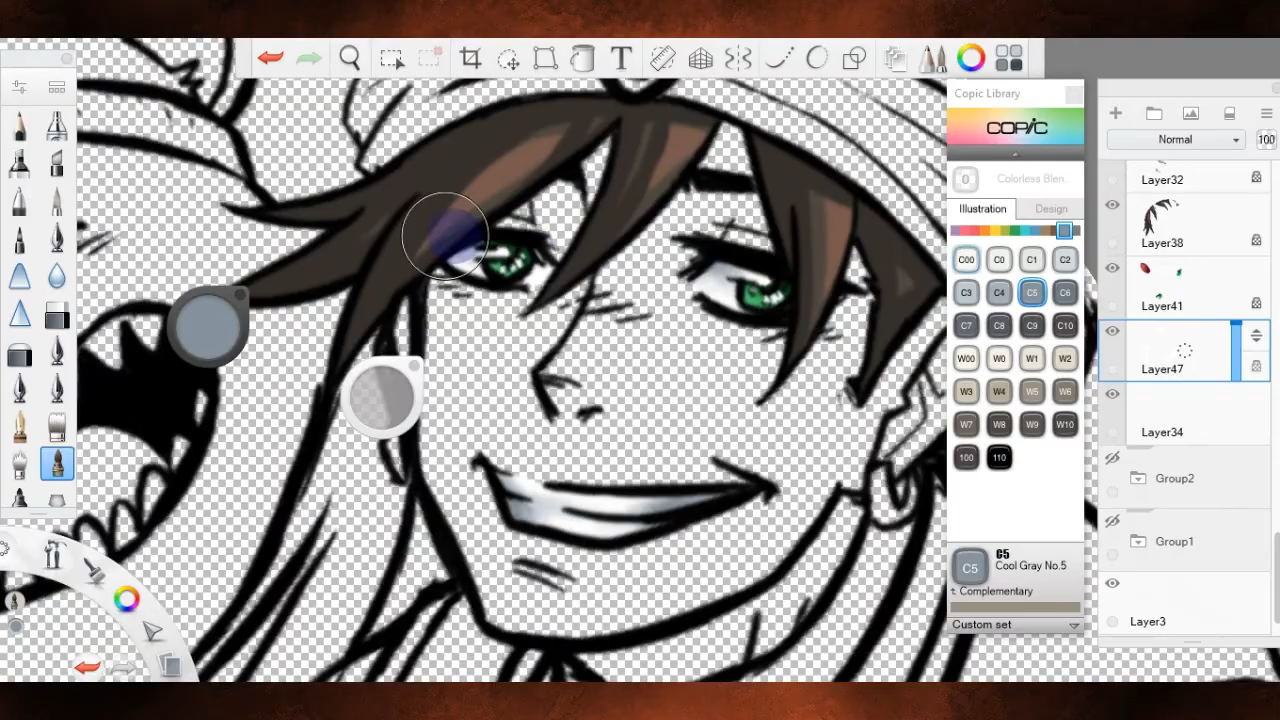 T
Copic Library
COPIC
Normal
100
0
Colorless Blen.
Illustration
Design
C00
C0
C1
C2
C3
C4
C5
C6
C7
C8
C9
C10
W00
W0
W1
W2
W3
W4
W5
W6
W7
W8
W9
W10
100
110
C5
C5
Cool Gray No.5
Complementary
Custom set
Layer32
Layer38
Layer41
Layer47
Layer34
Group2
Group1
Layer3